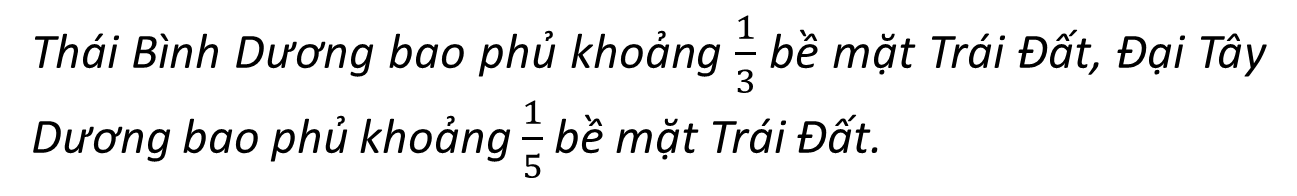 Thái Bình Dương bao phủ khoảng 1/3 bề mặt Trái Đất, Đại Tây
Dương bao phủ khoảng 1/5 bề mặt Trái Đất.